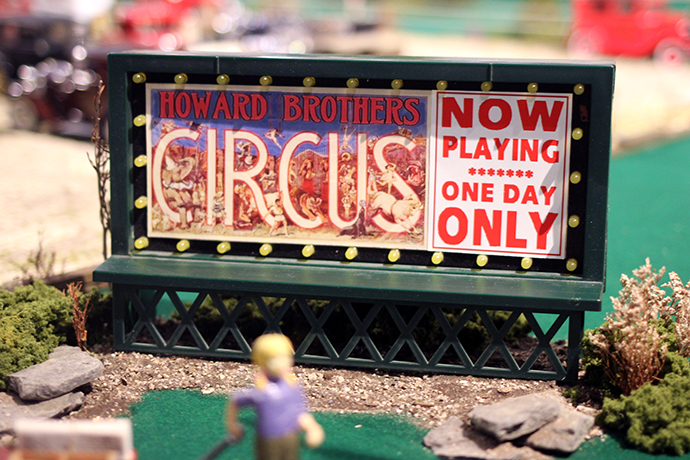 HOWARD BROTHERS
CIRCUS
NOW
PLAYING
*******
ONE DAY
ONLY